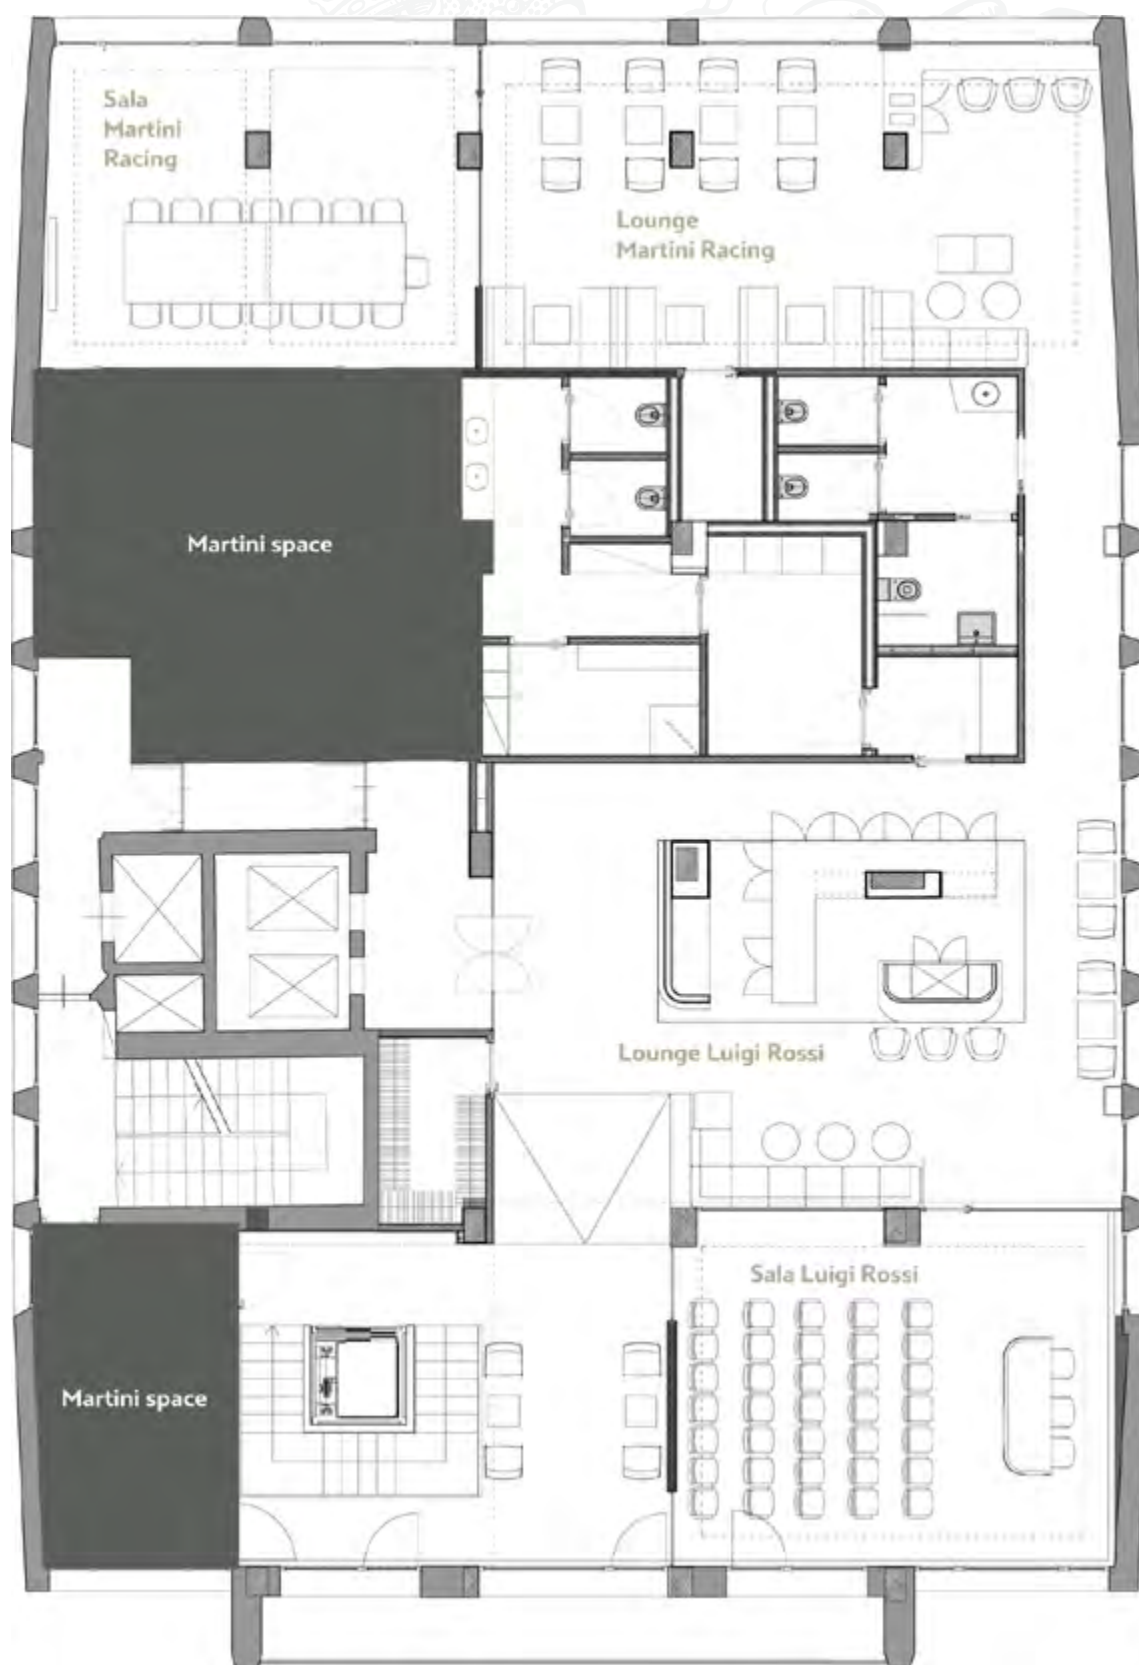 Sala
Martini
Racing
Lounge
Martini Racing
Martini space
Lounge Luigi Rossi
Sala Luigi Rossi
Martini space